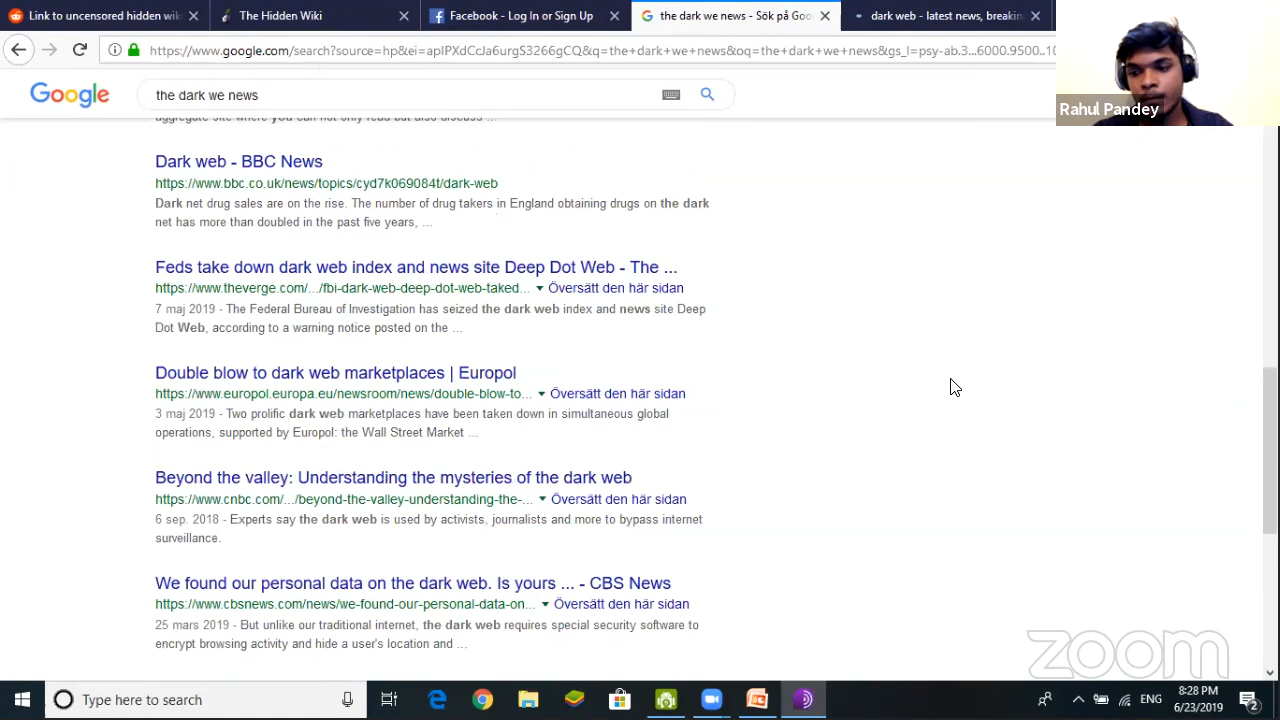 Link to uncensored hidden wiki
The Hidden Wiki
Facebook - Log In or Sign Up
the dark we news - Sök på Goo
dark web - latest news, breakin
https://www.google.com/search?source=hp&ei=apIPXdCcJa6urgS3266gCQ&q=the+dark+we+news&oq=the+dark+we+news&gs_l=psy-ab.3...6000.9500..10
Rahul Pandey
Google
the dark we news
aggregate site where you can not only read but also discuss ...
Dark web - BBC News
https://www.bbc.co.uk/news/topics/cyd7k069084t/dark-web
Dark net drug sales are on the rise. The number of drug takers in England obtaining drugs on the dark
net has more than doubled in the past five years, ...
Feds take down dark web index and news site Deep Dot Web - The ...
https://www.theverge.com/.../fbi-dark-web-deep-dot-web-taked... Översätt den här sidan
7 maj 2019 - The Federal Bureau of Investigation has seized the dark web index and news site Deep
Dot Web, according to a warning notice posted on the ...
Double blow to dark web marketplaces | Europol
https://www.europol.europa.eu/newsroom/news/double-blow-to... Översätt den här sidan
3 maj 2019 - Two prolific dark web marketplaces have been taken down in simultaneous global
operations, supported by Europol: the Wall Street Market ...
Beyond the valley: Understanding the mysteries of the dark web
https://www.cnbc.com/.../beyond-the-valley-understanding-the-... Översätt den här sidan
6 sep. 2018 - Experts say the dark web is used by activists, journalists and more to bypass internet
surveillance.
We found our personal data on the dark web. Is yours ... - CBS News
https://www.cbsnews.com/news/we-found-our-personal-data-on... Översätt den här sidan
25 mars 2019 - But unlike our traditional internet, the dark web requires special security software to
encrypt browsing activity and hide a user's location and ...
zoom
Type here to search
ENG
8:28 PM
6/23/2019
2